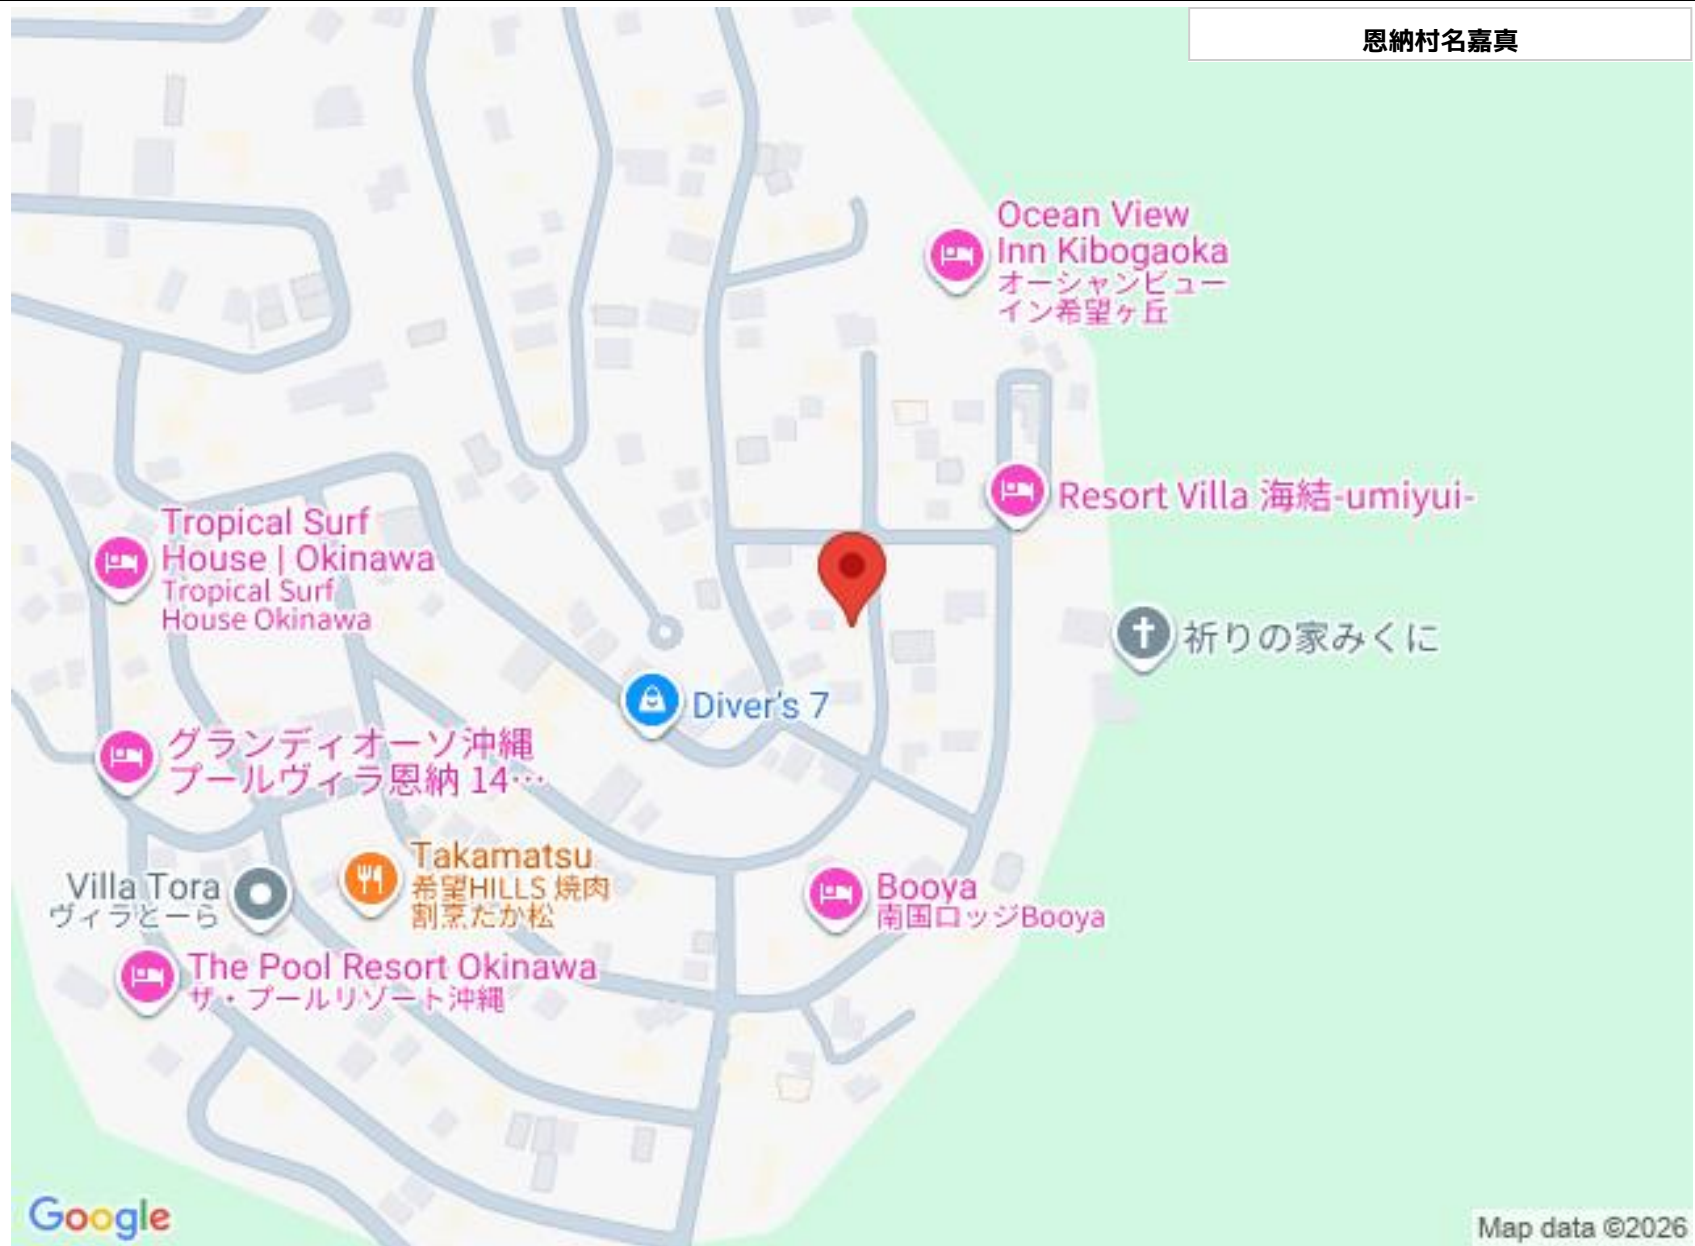 恩納村名嘉真
Ocean View
Inn Kibogaoka
オーシャンビュー
イン希望ヶ丘
Resort Villa 海結-umiyui-
Tropical Surf
House | Okinawa
Tropical Surf
House Okinawa
祈りの家みくに
Diver's 7
グランディオーソ沖縄
プールヴィラ恩納 14…
Takamatsu
希望HILLS 焼肉
割烹たか松
Villa Tora
ヴィラとーら
Booya
南国ロッジBooya
The Pool Resort Okinawa
ザ・プールリゾート沖縄
Google
Map data ©2026